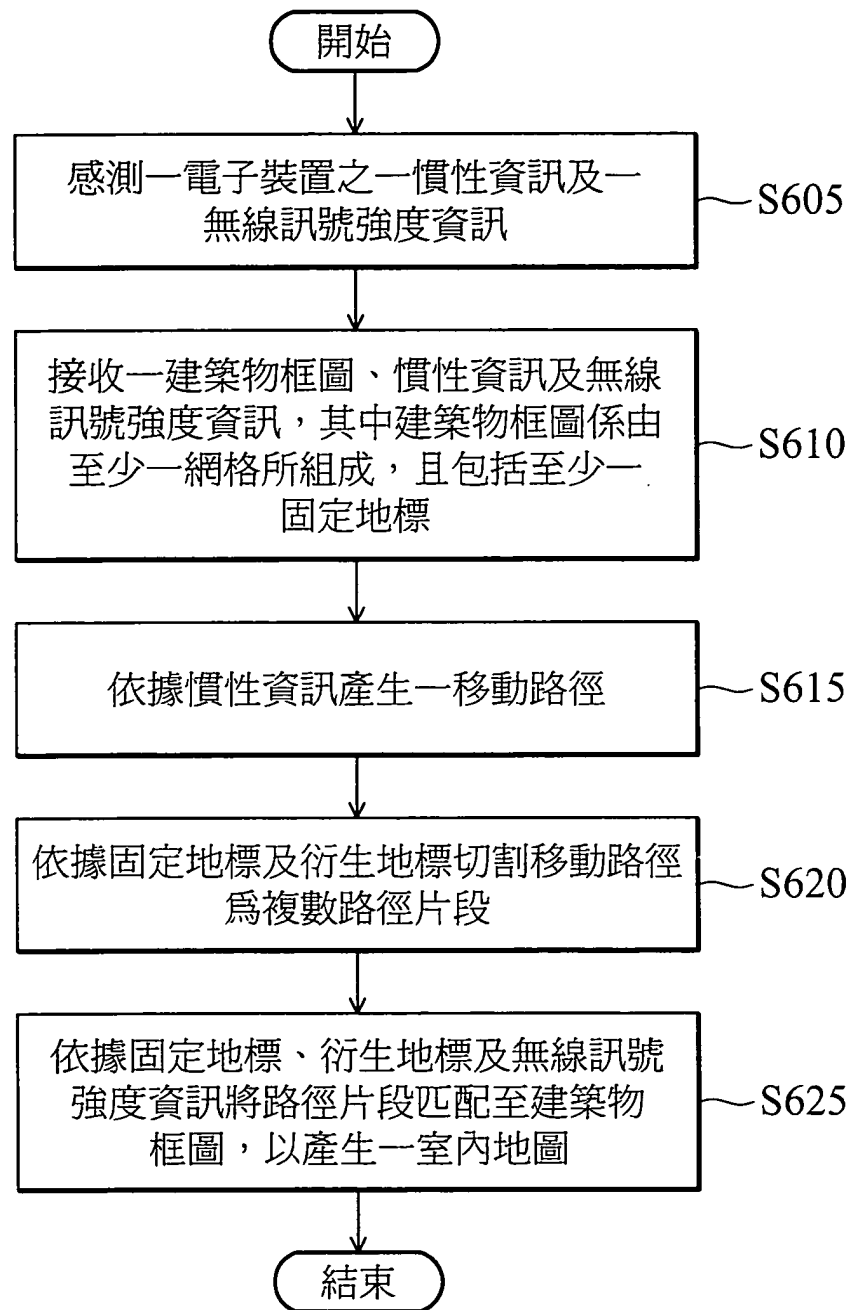 開始
感測一電子裝置之一慣性資訊及一
無線訊號強度資訊
S605
接收一建築物框圖、慣性資訊及無線
訊號強度資訊，其中建築物框圖係由
至少一網格所組成，且包括至少一
固定地標
S610
依據慣性資訊產生一移動路徑
S615
依據固定地標及衍生地標切割移動路徑
爲複數路徑片段
S620
依據固定地標、衍生地標及無線訊號
強度資訊將路徑片段匹配至建築物
框圖，以產生一室內地圖
S625
結束